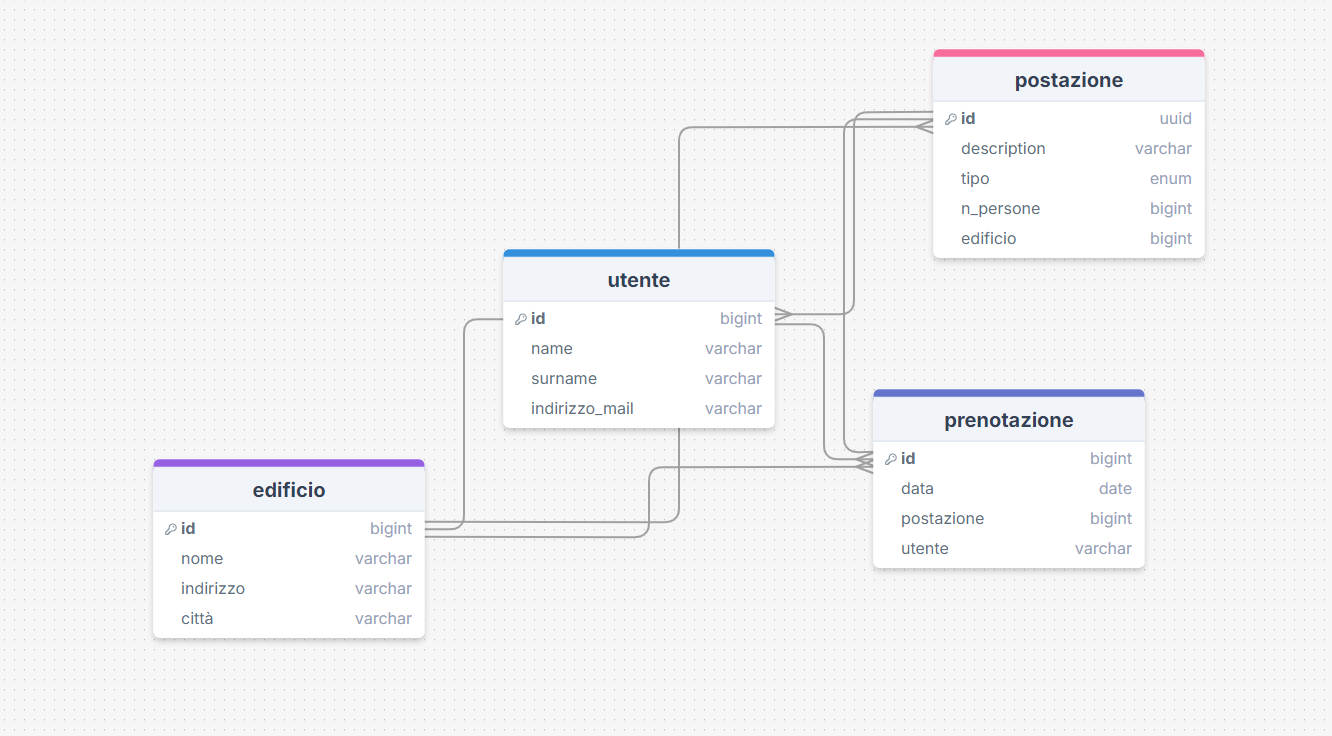 postazione
id uuid
description varchar
tipo enum
n_persone bigint
edificio bigint
utente
id bigint
name varchar
surname varchar
indirizzo_mail varchar
prenotazione
id bigint
data date
postazione bigint
utente varchar
edificio
id bigint
nome varchar
indirizzo varchar
città varchar